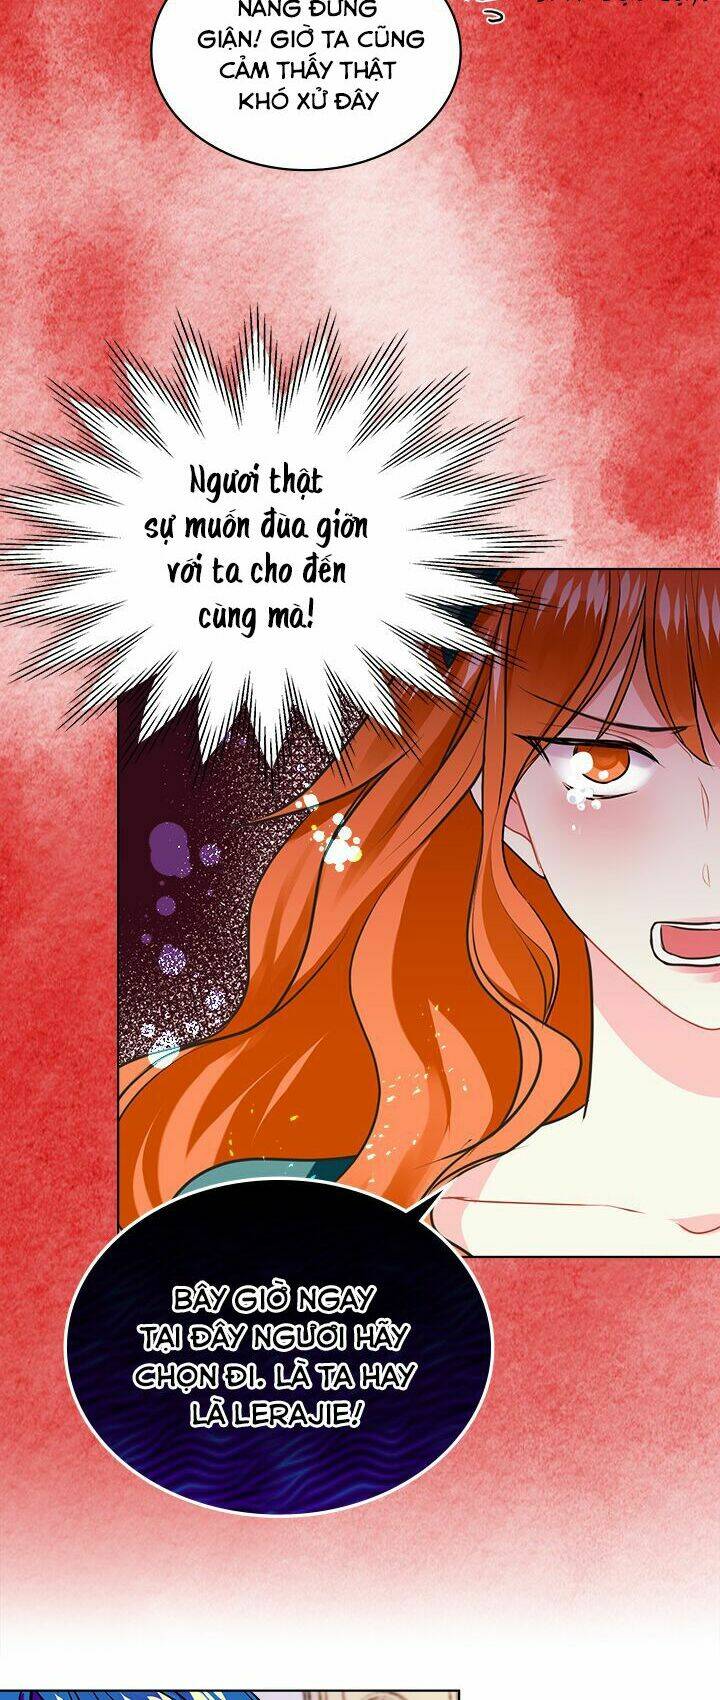 NÀNG ĐỪNG
GIẬN! GIỜ TA CŨNG
CẢM THẤY THẬT
KHÓ XỬ ĐÂY
Ngươi thật
sự muốn đùa giỡn
với ta cho đến
cùng mà!
BÂY GIỜ NGAY
TẠI ĐÂY NGƯƠI HÃY
CHỌN ĐI. LÀ TA HAY
LÀ LERAJIE!